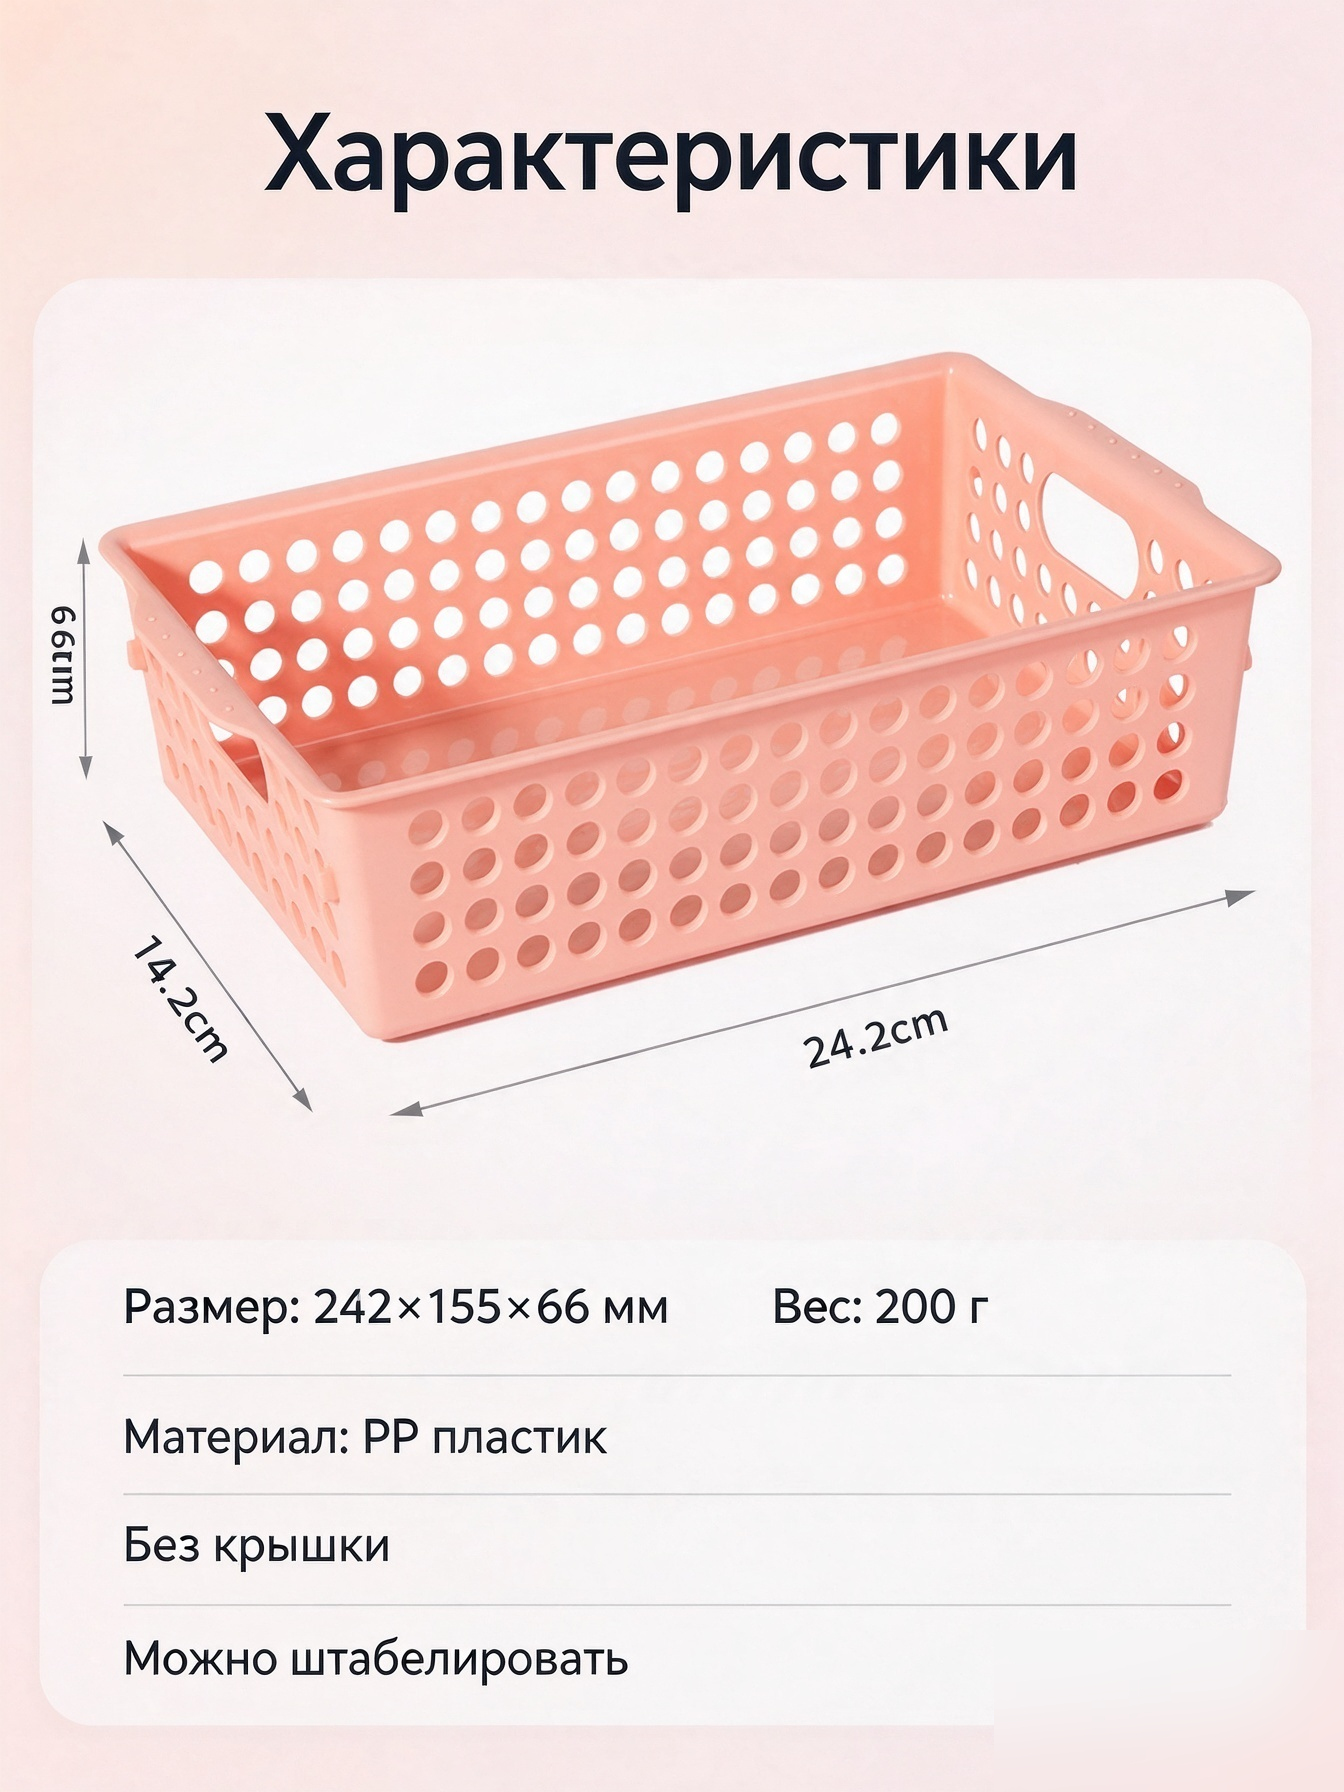 Характеристики
14.2cm
24.2cm
Размер: 242×155×66 мм
Вес: 200 г
Материал: PP пластик
Без крышки
Можно штабелировать